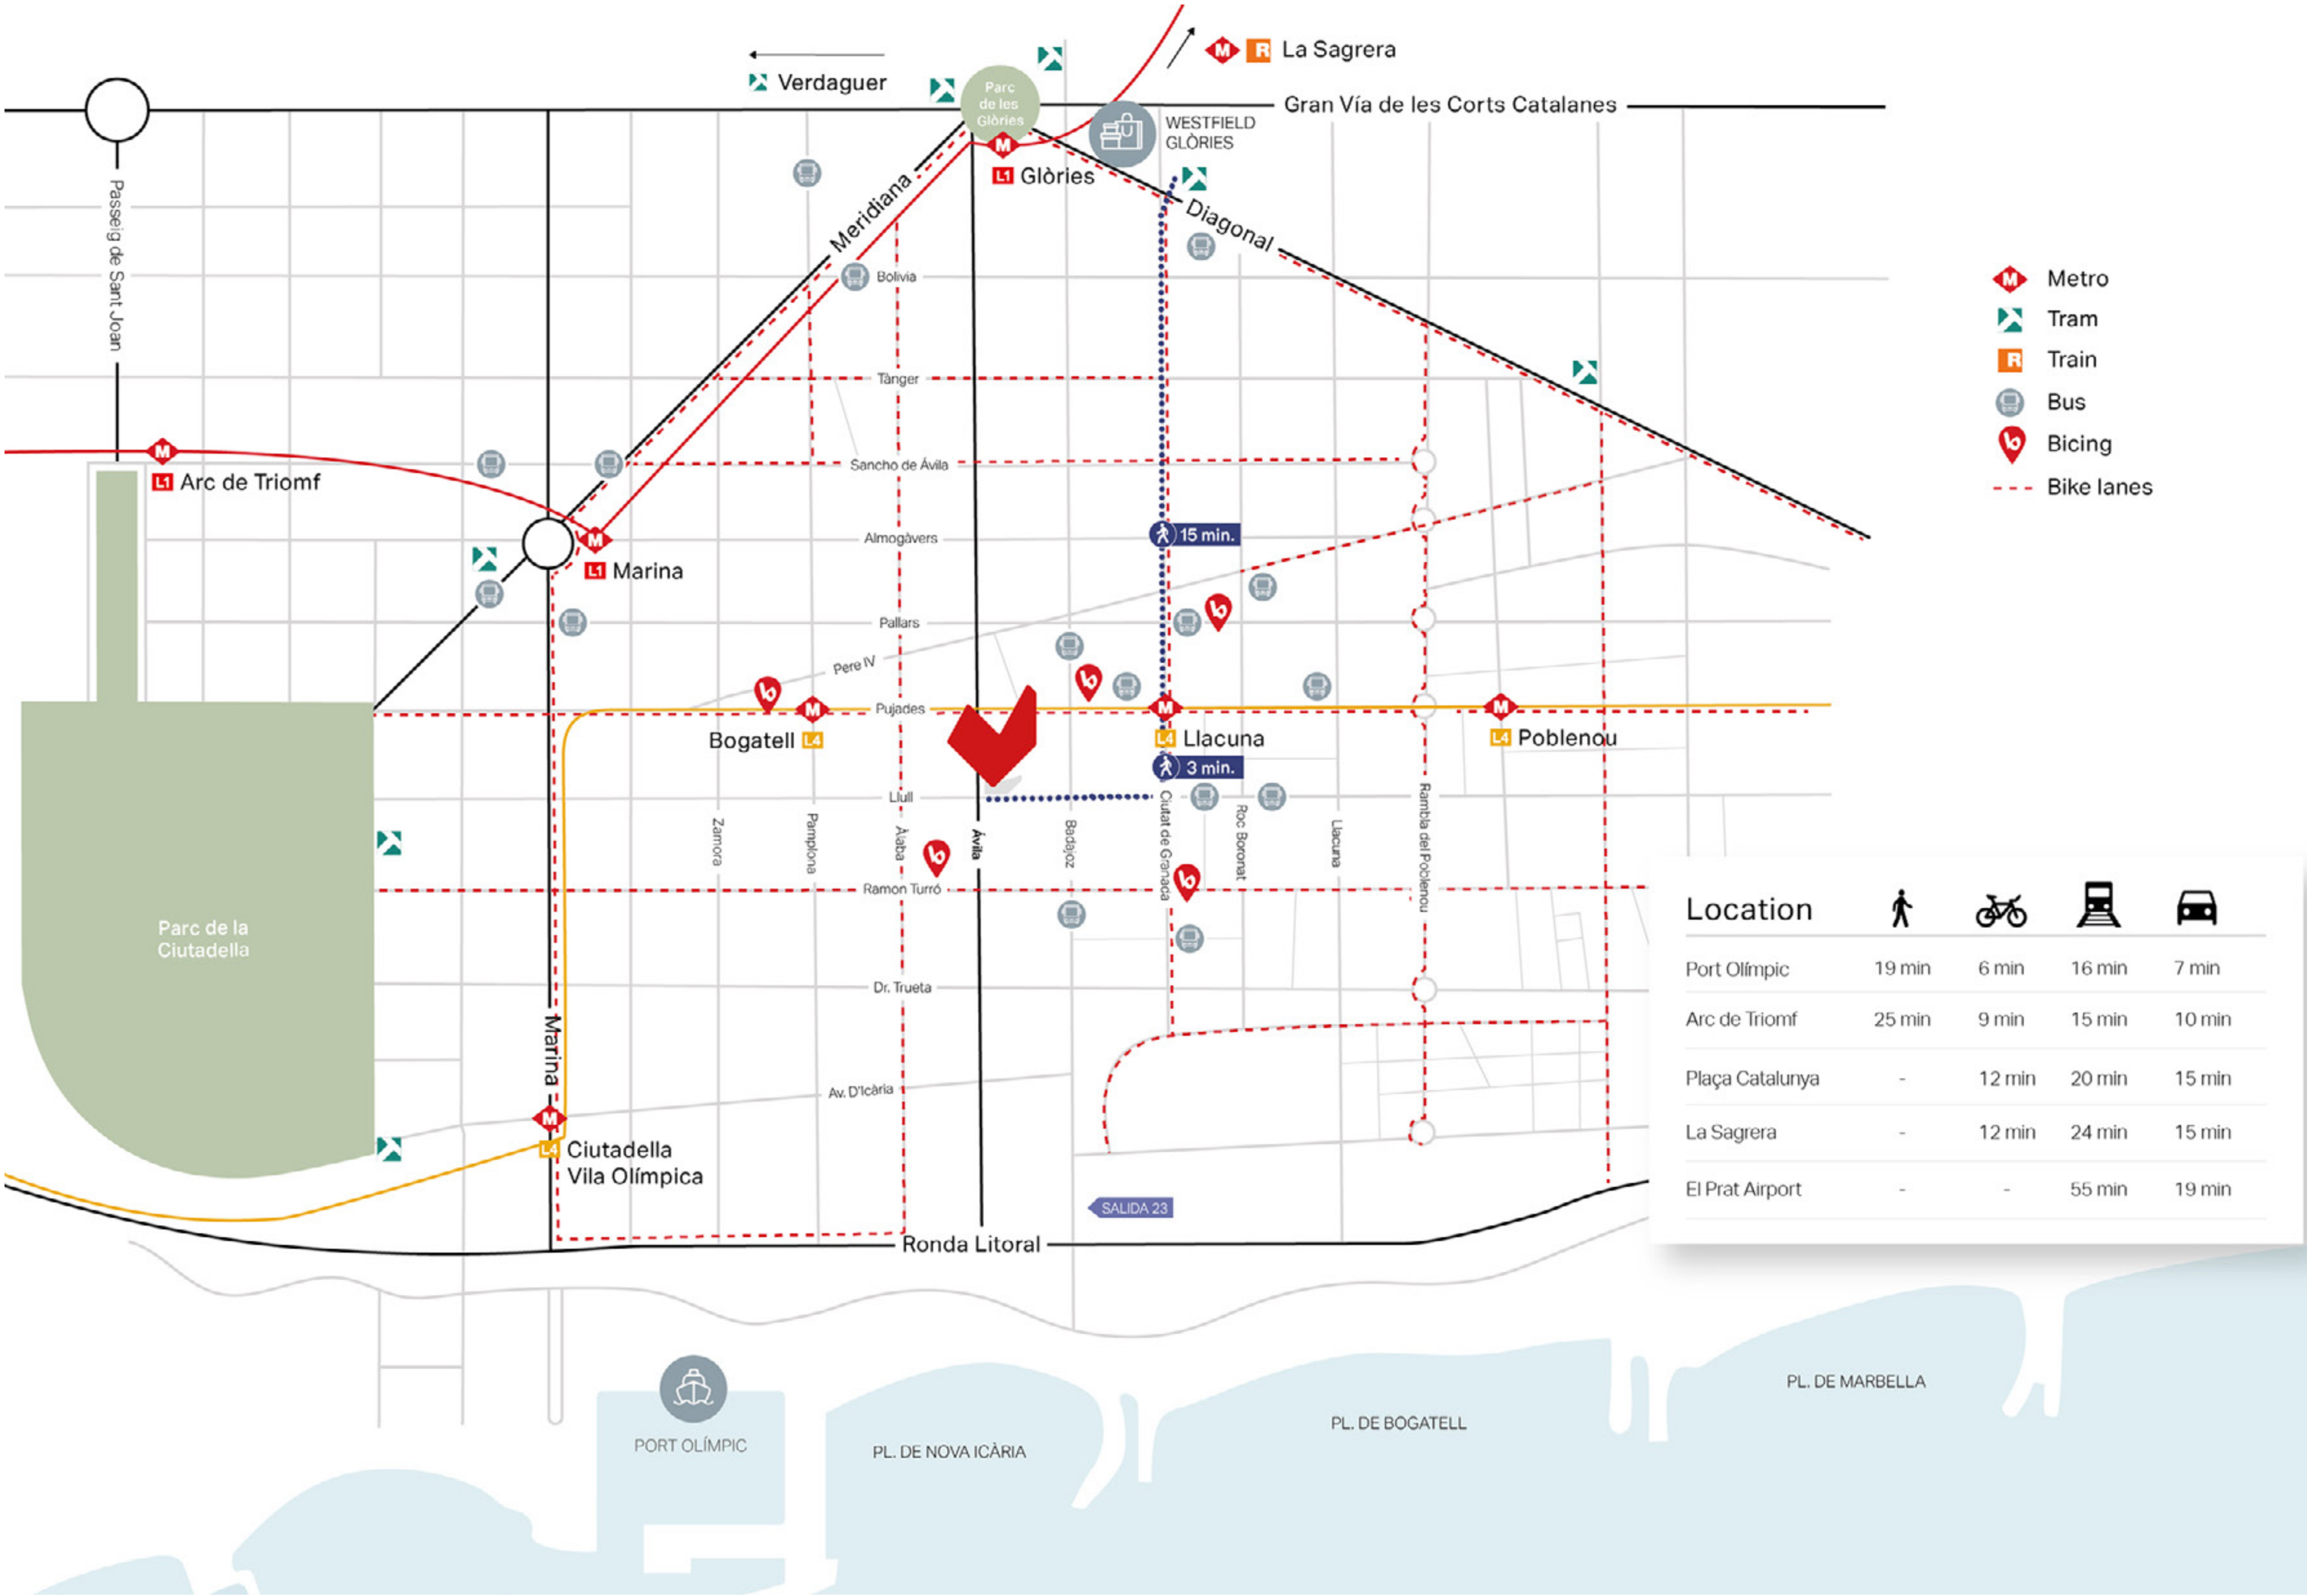 La Sagrera
Verdaguer
Parc
de les
Glòries
Gran Vía de les Corts Catalanes
WESTFIELD
GLÒRIES
L1 Glòries
Passeig de Sant Joan
Meridiana
Diagonal
Bolivia
Metro
Tram
Train
Bus
Bicing
Bike lanes
Tànger
Sancho de Ávila
L1 Arc de Triomf
Almogàvers
15 min.
L1 Marina
Pallars
Pere IV
Pujades
Bogatell L4
L4 Llacuna
L4 Poblenou
3 min.
Llull
Zamora
Pamplona
Àlaba
Ávila
Badajoz
Ciutat de Granada
Roc Boronat
Llacuna
Rambla del Poblenou
Ramon Turró
Parc de la
Ciutadella
Dr. Trueta
Marina
Av. D'Icària
L4 Ciutadella
Vila Olímpica
SALIDA 23
Ronda Litoral
Location
Port Olímpic 19 min 6 min 16 min 7 min
Arc de Triomf 25 min 9 min 15 min 10 min
Plaça Catalunya - 12 min 20 min 15 min
La Sagrera - 12 min 24 min 15 min
El Prat Airport - - 55 min 19 min
PL. DE MARBELLA
PL. DE BOGATELL
PORT OLÍMPIC
PL. DE NOVA ICÀRIA